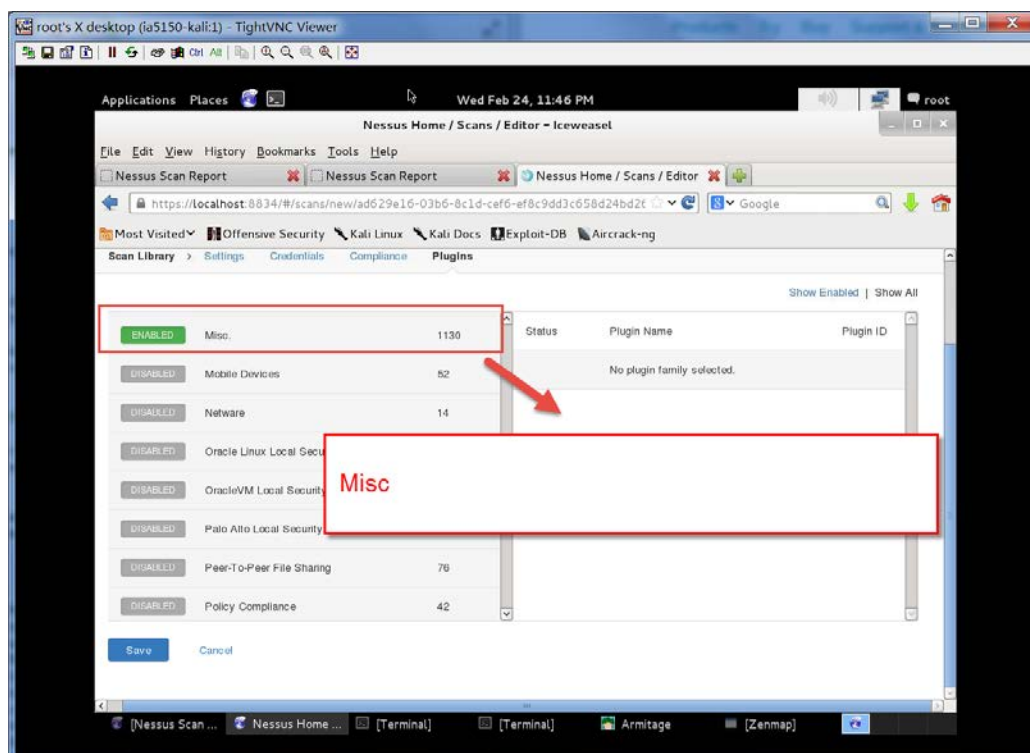 root's X desktop (ia5150-kali:1) - TightVNC Viewer
Ctrl Alt
Applications Places Wed Feb 24, 11:46 PM root
Nessus Home / Scans / Editor - Iceweasel
File Edit View History Bookmarks Tools Help
Nessus Scan Report Nessus Scan Report Nessus Home / Scans / Editor
https://localhost:8834/#/scans/new/ad629e16-03b6-8c1d-cef6-ef8c9dd3c658d24bd26 Google
Most Visited Offensive Security Kali Linux Kali Docs Exploit-DB Aircrack-ng
Scan Library > Settings Credentials Compliance Plugins
Show Enabled | Show All
ENABLED Misc. 1130 Status Plugin Name Plugin ID
DISABLED Mobile Devices 52 No plugin family selected.
DISABLED Netware 14
DISABLED Oracle Linux Local Secu
DISABLED OracleVM Local Security
DISABLED Palo Alto Local Security
Misc
DISABLED Peer-To-Peer File Sharing 76
DISABLED Policy Compliance 42
Save Cancel
[Nessus Scan ... Nessus Home ... [Terminal] [Terminal] Armitage [Zenmap]